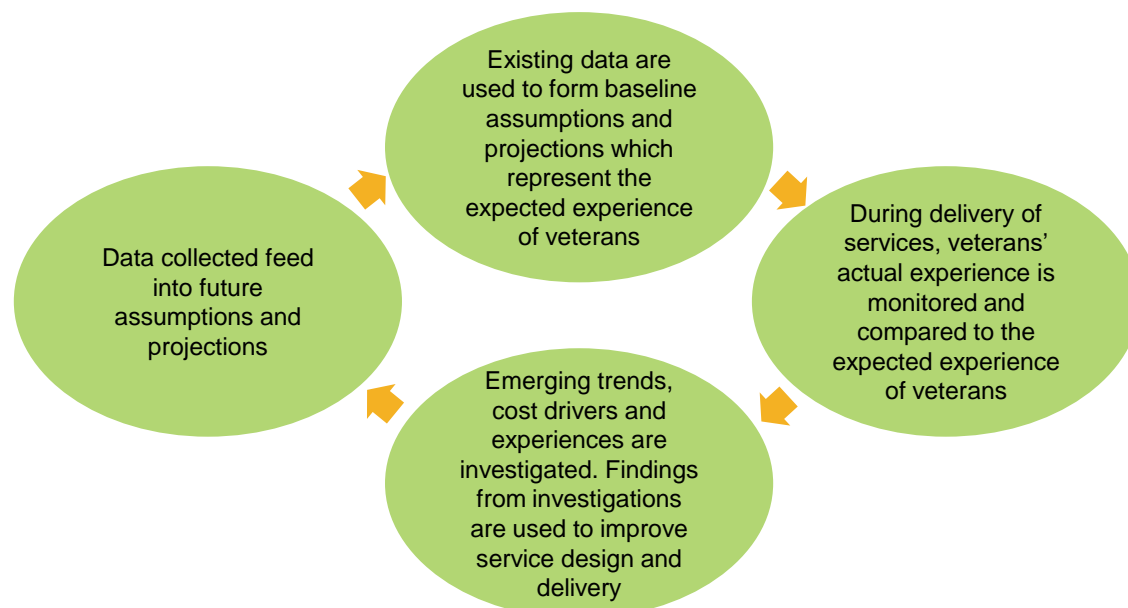 Existing data are
used to form baseline
assumptions and
projections which
represent the
expected experience
of veterans
During delivery of
services, veterans’
actual experience is
monitored and
compared to the
expected experience
of veterans
Emerging trends,
cost drivers and
experiences are
investigated. Findings
from investigations
are used to improve
service design and
delivery
Data collected feed
into future
assumptions and
projections